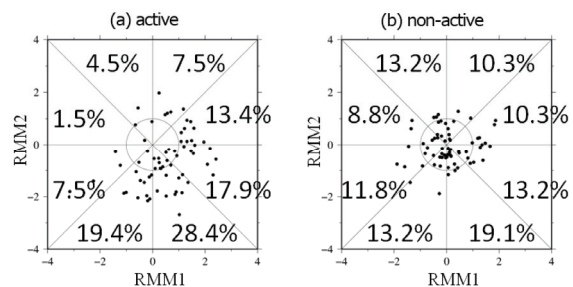 (a) active
(b) non-active
4
4.5% 7.5%
2
1.5% 13.4%
0
RMM2
7.5% 17.9%
-2
19.4% 28.4%
-4
-4 -2 0 2 4
RMM1
4
13.2% 10.3%
2
8.8% 10.3%
0
RMM2
11.8% 13.2%
-2
13.2% 19.1%
-4
-4 -2 0 2 4
RMM1